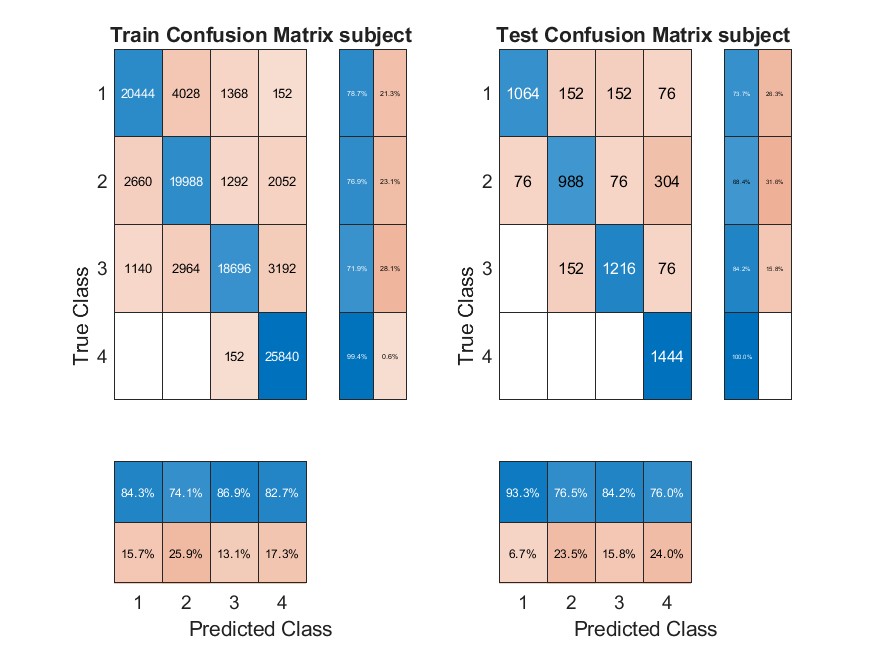 Train Confusion Matrix subject
True Class
1 20444 4028 1368 152 78.7% 21.3%
2 2660 19988 1292 2052 76.9% 23.1%
3 1140 2964 18696 3192 71.9% 28.1%
4 152 25840 99.4% 0.6%
84.3% 74.1% 86.9% 82.7%
15.7% 25.9% 13.1% 17.3%
1 2 3 4
Predicted Class
Test Confusion Matrix subject
True Class
1 1064 152 152 76 73.7% 26.3%
2 76 988 76 304 68.4% 31.6%
3 152 1216 76 84.2% 15.8%
4 1444 100.0%
93.3% 76.5% 84.2% 76.0%
6.7% 23.5% 15.8% 24.0%
1 2 3 4
Predicted Class